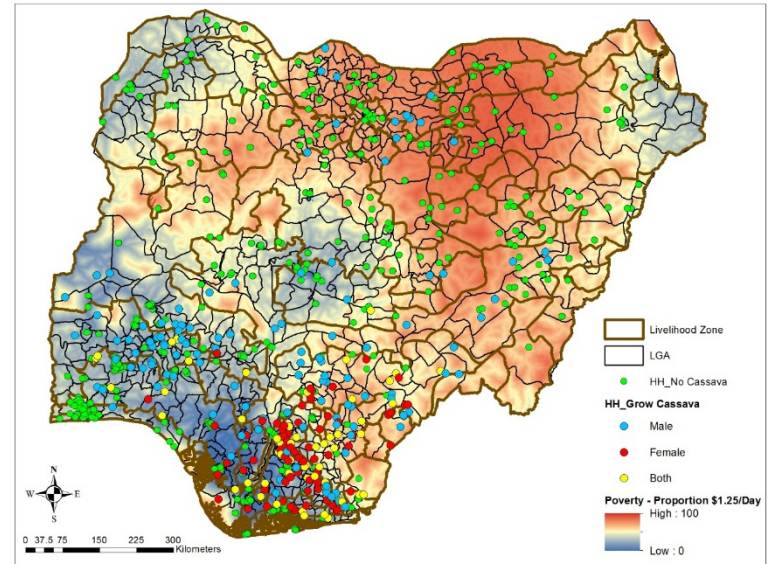 Livelihood Zone
LGA
HH_No Cassava
HH_Grow Cassava
Male
Female
Both
Poverty - Proportion $1.25/Day
High : 100
Low : 0
N
W E
S
0 37.5 75 150 225 300
Kilometers